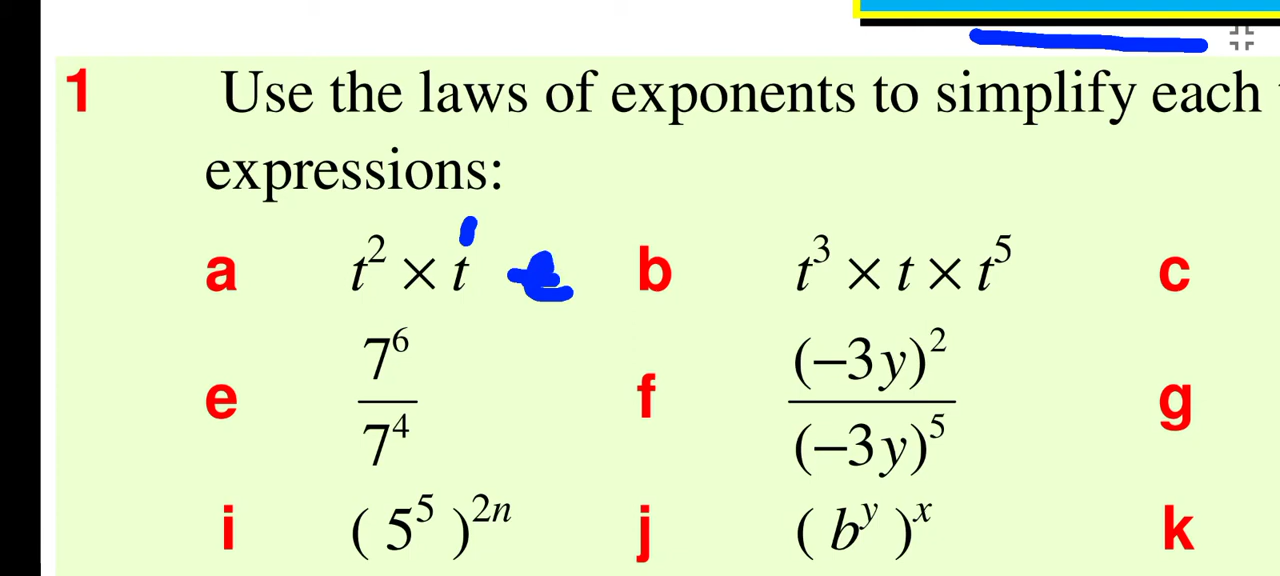 1 Use the laws of exponents to simplify each
expressions:
a t² × t b t³ × t × t⁵ c
e 7⁶/7⁴ f (−3y)²/(−3y)⁵ g
i (5⁵)²ⁿ j (b^y)^x k